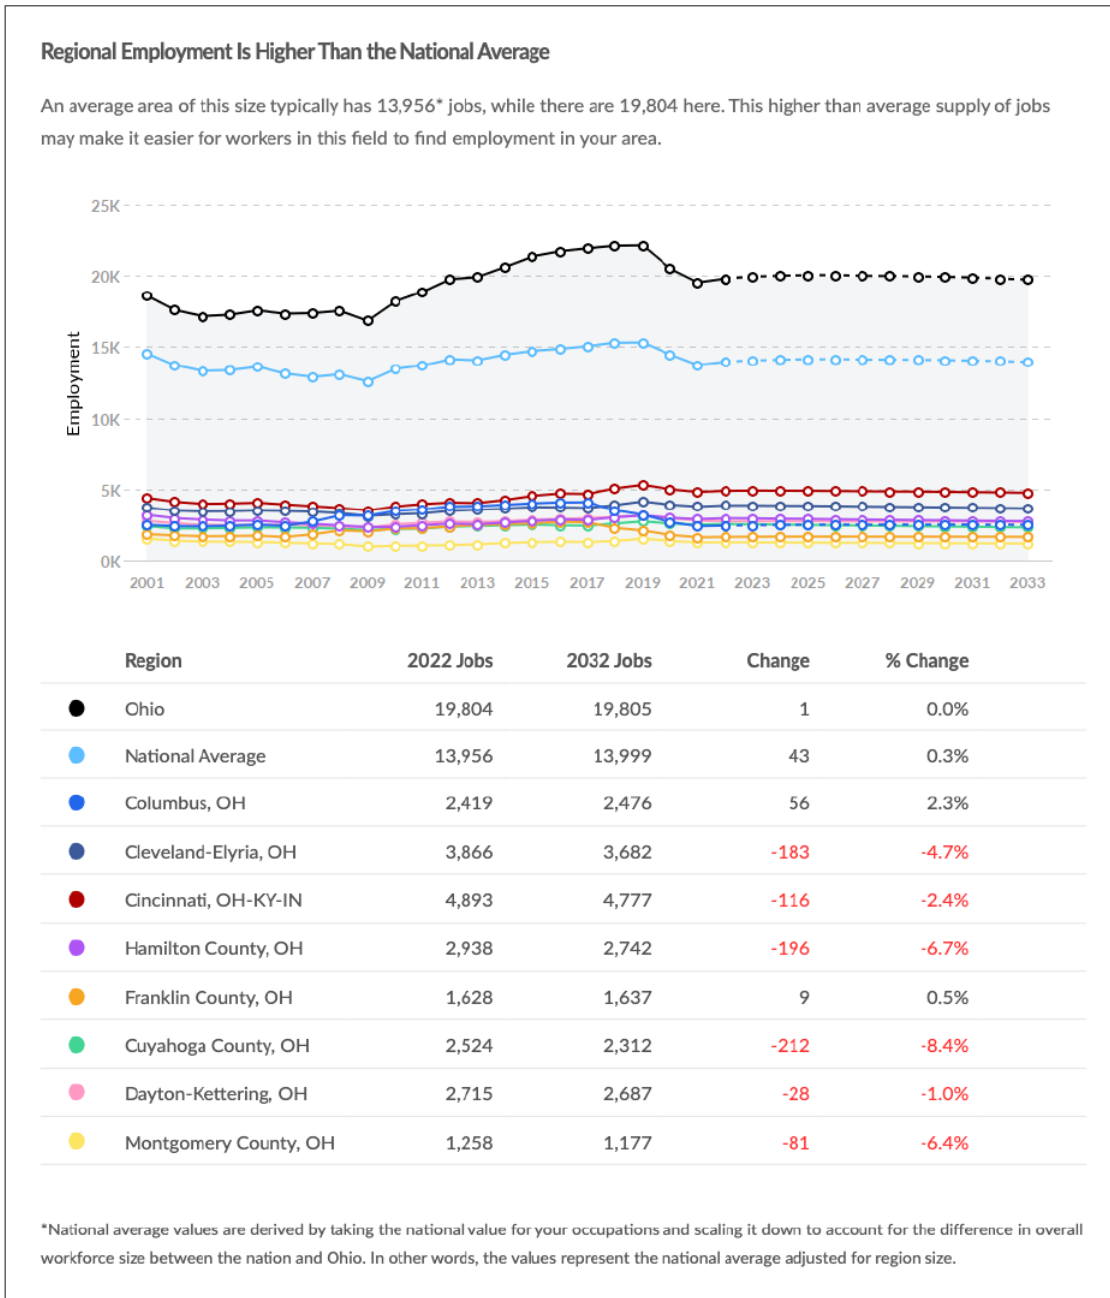 Regional Employment Is Higher Than the National Average
An average area of this size typically has 13,956* jobs, while there are 19,804 here. This higher than average supply of jobs
may make it easier for workers in this field to find employment in your area.
25K
20K
15K
10K
5K
0K
Employment
2001 2003 2005 2007 2009 2011 2013 2015 2017 2019 2021 2023 2025 2027 2029 2031 2033
Region 2022 Jobs 2032 Jobs Change % Change
Ohio 19,804 19,805 1 0.0%
National Average 13,956 13,999 43 0.3%
Columbus, OH 2,419 2,476 56 2.3%
Cleveland-Elyria, OH 3,866 3,682 -183 -4.7%
Cincinnati, OH-KY-IN 4,893 4,777 -116 -2.4%
Hamilton County, OH 2,938 2,742 -196 -6.7%
Franklin County, OH 1,628 1,637 9 0.5%
Cuyahoga County, OH 2,524 2,312 -212 -8.4%
Dayton-Kettering, OH 2,715 2,687 -28 -1.0%
Montgomery County, OH 1,258 1,177 -81 -6.4%
*National average values are derived by taking the national value for your occupations and scaling it down to account for the difference in overall
workforce size between the nation and Ohio. In other words, the values represent the national average adjusted for region size.